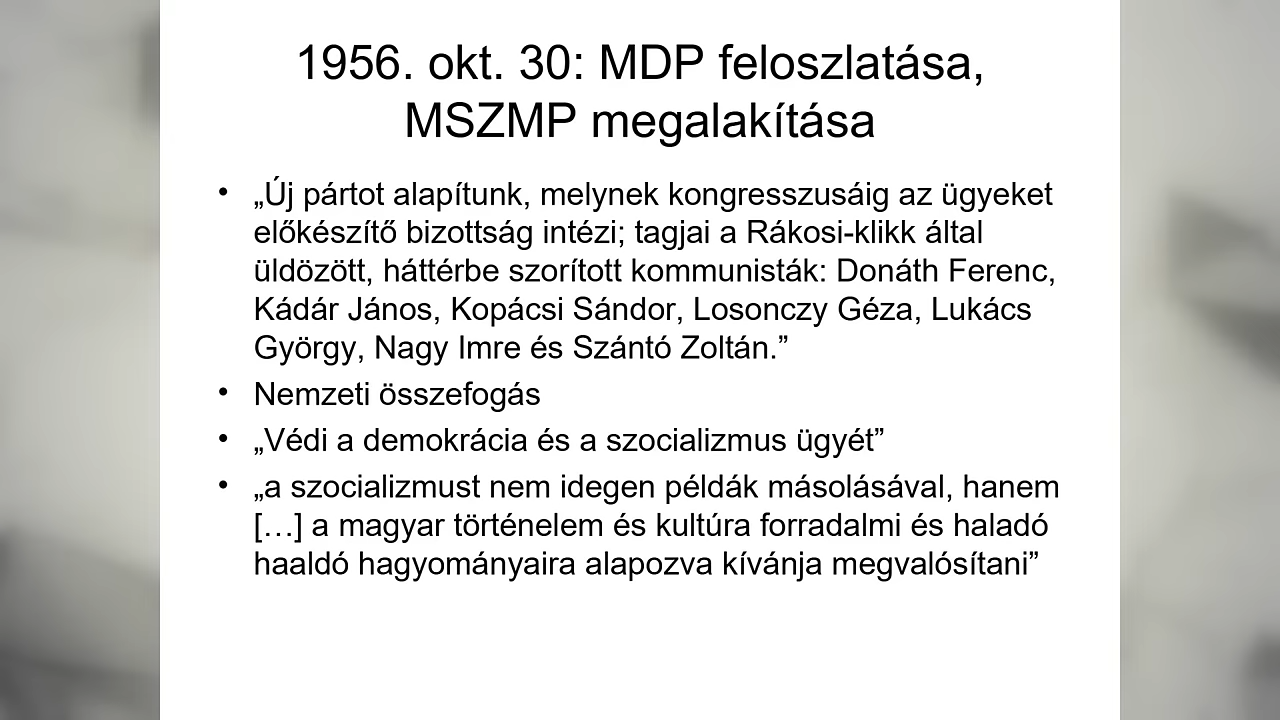 1956. okt. 30: MDP feloszlatása,
MSZMP megalakítása
• „Új pártot alapítunk, melynek kongresszusáig az ügyeket
előkészítő bizottság intézi; tagjai a Rákosi-klikk által
üldözött, háttérbe szorított kommunisták: Donáth Ferenc,
Kádár János, Kopácsi Sándor, Losonczy Géza, Lukács
György, Nagy Imre és Szántó Zoltán.”
• Nemzeti összefogás
• „Védi a demokrácia és a szocializmus ügyét”
• „a szocializmust nem idegen példák másolásával, hanem
[…] a magyar történelem és kultúra forradalmi és haladó
haaldó hagyományaira alapozva kívánja megvalósítani”